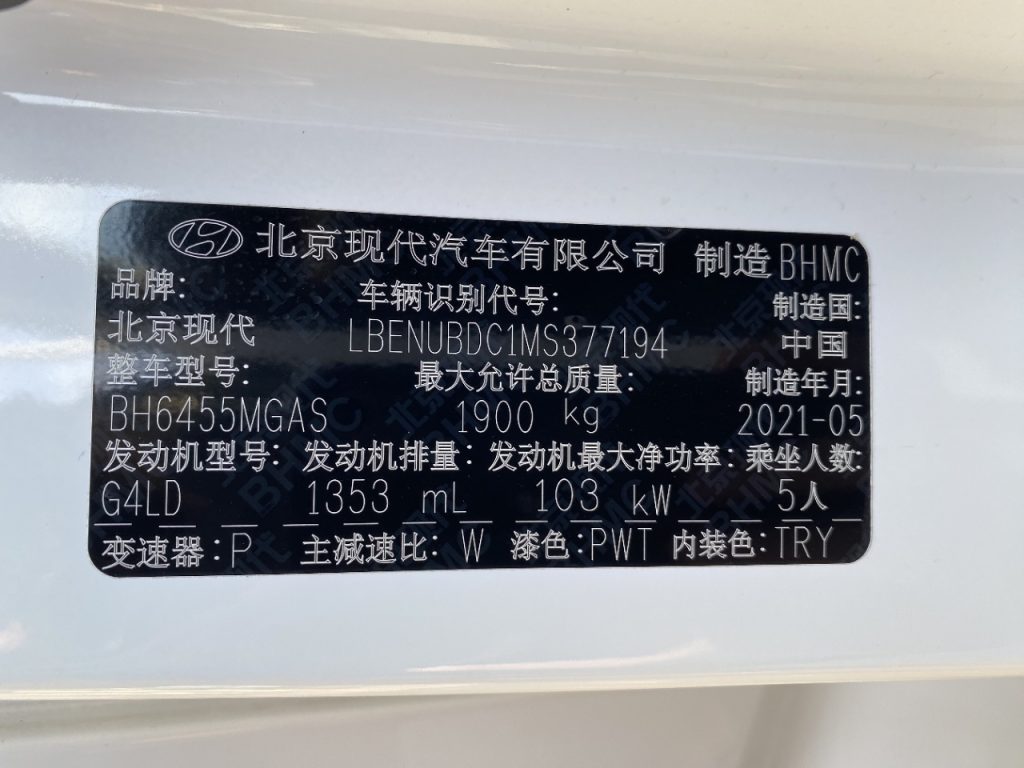 北京现代汽车有限公司 制造 BHMC
品牌: 车辆识别代号: 制造国:
北京现代 LBENUBDC1MS377194 中国
整车型号: 最大允许总质量: 制造年月:
BH6455MGAS 1900 kg 2021-05
发动机型号: 发动机排量: 发动机最大净功率: 乘坐人数:
G4LD 1353 mL 103 kW 5人
变速器:P 主减速比: W 漆色:PWT 内装色:TRY